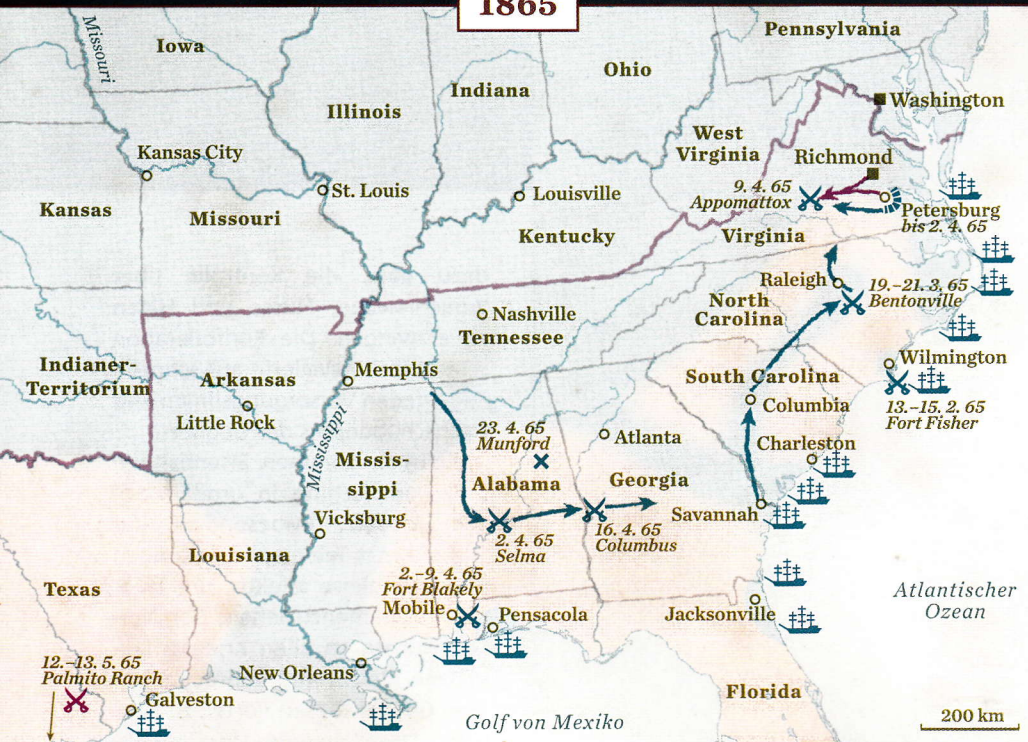 1865
Missouri
Iowa
Pennsylvania
Ohio
Indiana
Illinois
Washington
West
Virginia
Kansas City
Richmond
St. Louis
Louisville
9. 4. 65
Appomattox
Kansas
Missouri
Petersburg
bis 2. 4. 65
Kentucky
Virginia
Raleigh
19.–21. 3. 65
Bentonville
Nashville
Tennessee
North
Carolina
Indianer-
Territorium
Arkansas
Memphis
Wilmington
South Carolina
Columbia
13.–15. 2. 65
Fort Fisher
Little Rock
Mississippi
23. 4. 65
Munford
Atlanta
Charleston
Missis-
sippi
Alabama
Georgia
Savannah
Vicksburg
2. 4. 65
Selma
16. 4. 65
Columbus
Louisiana
Texas
2.–9. 4. 65
Fort Blakely
Mobile
Pensacola
Jacksonville
Atlantischer
Ozean
12.–13. 5. 65
Palmito Ranch
New Orleans
Galveston
Florida
Golf von Mexiko
200 km